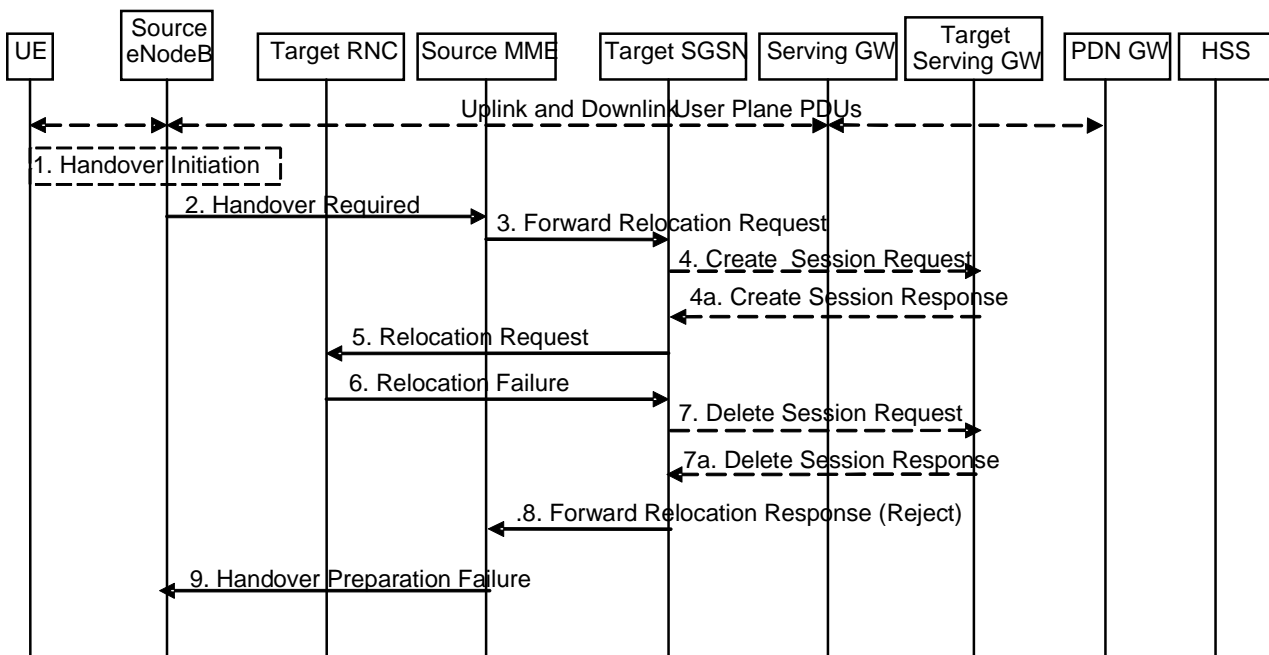 UE
Source
eNodeB
Target RNC
Source MME
Target SGSN
Serving GW
Target
Serving GW
PDN GW
HSS
Uplink and Downlink User Plane PDUs
1. Handover Initiation
2. Handover Required
3. Forward Relocation Request
4. Create Session Request
4a. Create Session Response
5. Relocation Request
6. Relocation Failure
7. Delete Session Request
7a. Delete Session Response
.8. Forward Relocation Response (Reject)
9. Handover Preparation Failure